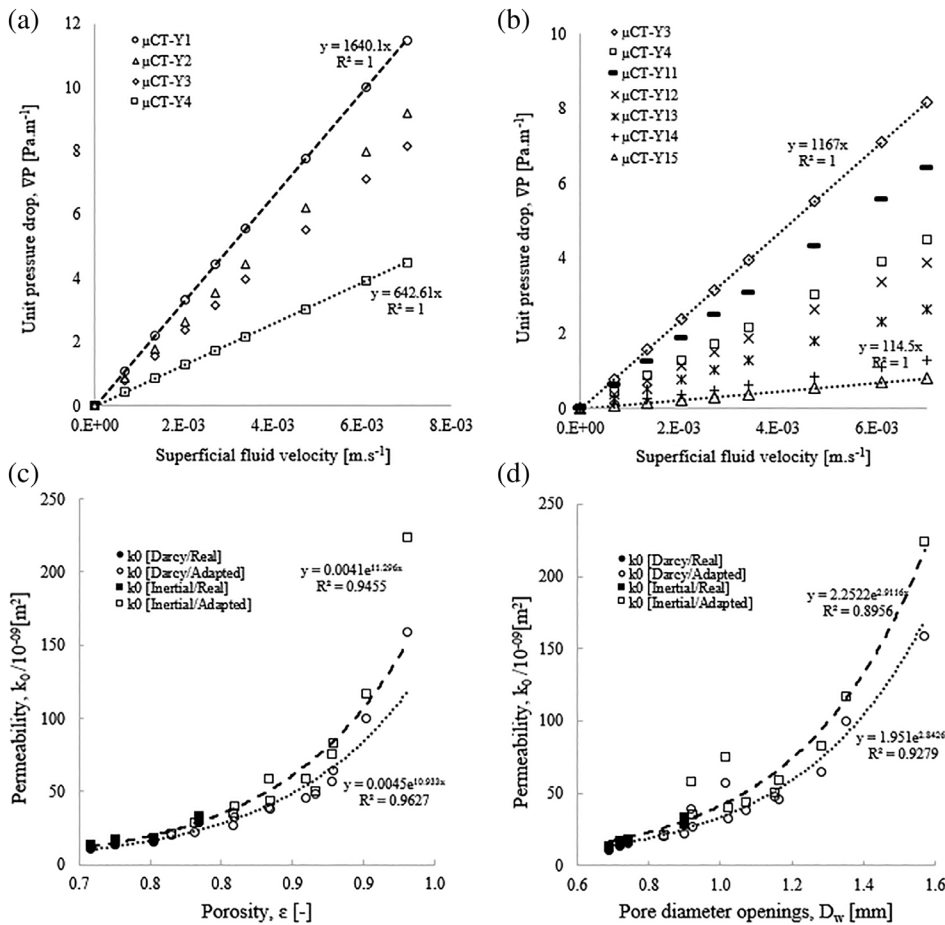 (a)
μCT-Y1
μCT-Y2
μCT-Y3
μCT-Y4
y = 1640.1x
R² = 1
y = 642.61x
R² = 1
12
10
8
6
4
2
0
0.E+00
2.E-03
4.E-03
6.E-03
8.E-03
Unit pressure drop, ∇P [Pa.m⁻¹]
Superficial fluid velocity [m.s⁻¹]
(b)
μCT-Y3
μCT-Y4
μCT-Y11
μCT-Y12
μCT-Y13
μCT-Y14
μCT-Y15
y = 1167x
R² = 1
y = 114.5x
R² = 1
10
8
6
4
2
0
0.E+00
2.E-03
4.E-03
6.E-03
Unit pressure drop, ∇P [Pa.m⁻¹]
Superficial fluid velocity [m.s⁻¹]
(c)
k0 [Darcy/Real]
k0 [Darcy/Adapted]
k0 [Inertial/Real]
k0 [Inertial/Adapted]
y = 0.0041e^11.296x
R² = 0.9455
y = 0.0045e^10.933x
R² = 0.9627
250
200
150
100
50
0
0.7
0.8
0.8
0.9
0.9
1.0
Permeability, k₀ /10⁻⁰⁹[m²]
Porosity, ε [-]
(d)
k0 [Darcy/Real]
k0 [Darcy/Adapted]
k0 [Inertial/Real]
k0 [Inertial/Adapted]
y = 2.2522e^2.9116x
R² = 0.8956
y = 1.951e^2.8426x
R² = 0.9279
250
200
150
100
50
0
0.6
0.8
1.0
1.2
1.4
1.6
Permeability, k₀ /10⁻⁰⁹[m²]
Pore diameter openings, D_w [mm]